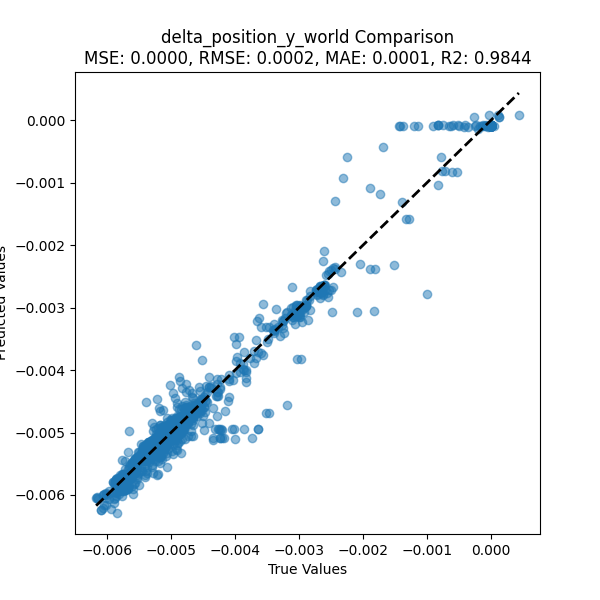 delta_position_y_world Comparison
MSE: 0.0000, RMSE: 0.0002, MAE: 0.0001, R2: 0.9844
0.000
−0.001
−0.002
−0.003
−0.004
−0.005
−0.006
Predicted Values
−0.006 −0.005 −0.004 −0.003 −0.002 −0.001 0.000
True Values